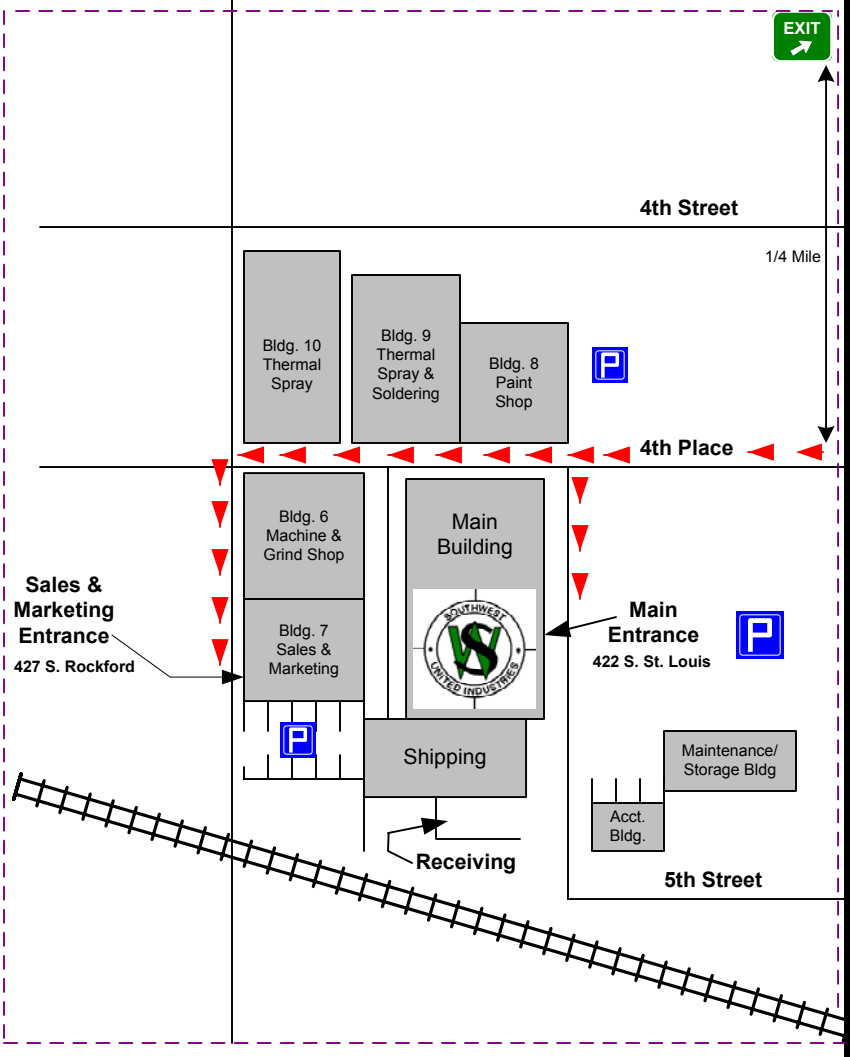 EXIT
4th Street
1/4 Mile
Bldg. 10
Thermal
Spray
Bldg. 9
Thermal
Spray &
Soldering
Bldg. 8
Paint
Shop
P
4th Place
Bldg. 6
Machine &
Grind Shop
Main
Building
SOUTHWEST
WS
UNITED INDUSTRIES
Sales &
Marketing
Entrance
427 S. Rockford
Bldg. 7
Sales &
Marketing
Main
Entrance
422 S. St. Louis
P
P
Shipping
Maintenance/
Storage Bldg
Acct.
Bldg.
Receiving
5th Street